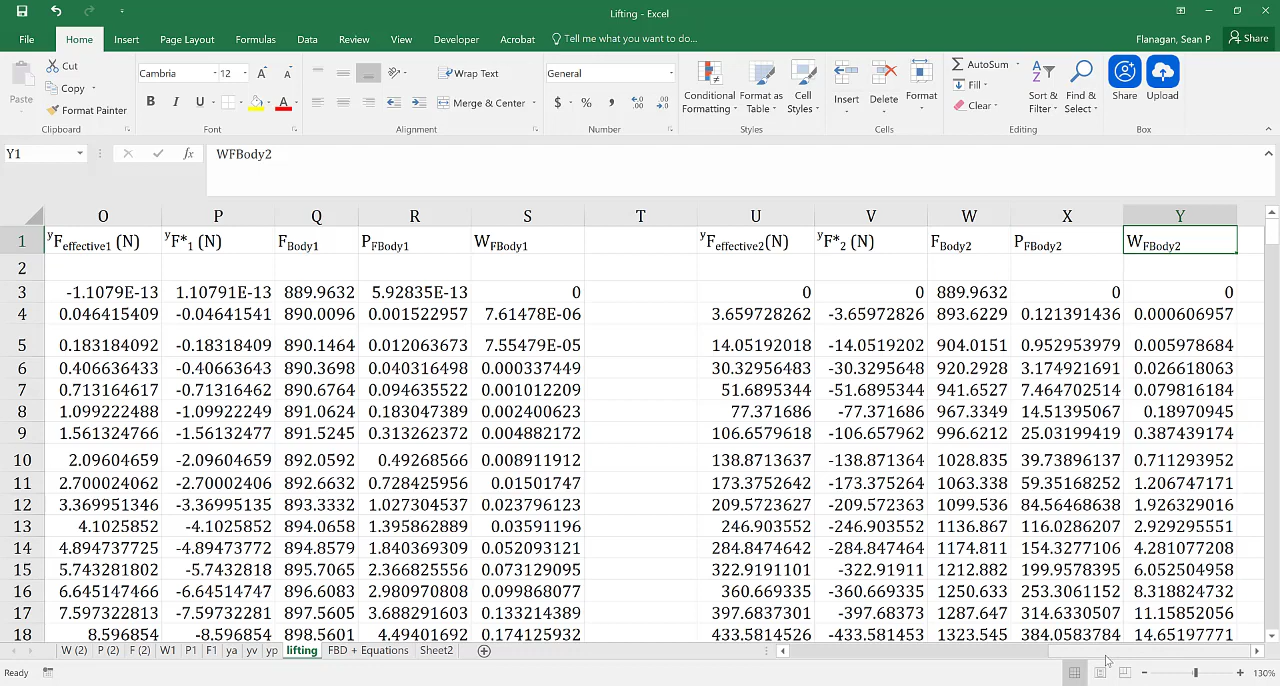 Lifting - Excel
File Home Insert Page Layout Formulas Data Review View Developer Acrobat Tell me what you want to do... Flanagan, Sean P Share
Paste Cut Copy Format Painter
Cambria 12 A A B I U A
Wrap Text Merge & Center
General $ % ,
Conditional Formatting Format as Table Cell Styles
Insert Delete Format
AutoSum Fill Clear Sort & Filter Find & Select
Share Upload
Clipboard Font Alignment Number Styles Cells Editing Box
Y1 fx WFBody2
O P Q R S T U V W X Y
1 yFeffective1 (N) yF*1 (N) FBody1 PFBody1 WFBody1 yFeffective2(N) yF*2 (N) FBody2 PFBody2 WFBody2
2
3 -1.1079E-13 1.10791E-13 889.9632 5.92835E-13 0 0 0 889.9632 0 0
4 0.046415409 -0.04641541 890.0096 0.001522957 7.61478E-06 3.659728262 -3.65972826 893.6229 0.121391436 0.000606957
5 0.183184092 -0.18318409 890.1464 0.012063673 7.55479E-05 14.05192018 -14.0519202 904.0151 0.952953979 0.005978684
6 0.406636433 -0.40663643 890.3698 0.040316498 0.000337449 30.32956483 -30.3295648 920.2928 3.174921691 0.026618063
7 0.713164617 -0.71316462 890.6764 0.094635522 0.001012209 51.6895344 -51.6895344 941.6527 7.464702514 0.079816184
8 1.099222488 -1.09922249 891.0624 0.183047389 0.002400623 77.371686 -77.371686 967.3349 14.51395067 0.18970945
9 1.561324766 -1.56132477 891.5245 0.313262372 0.004882172 106.6579618 -106.657962 996.6212 25.03199419 0.387439174
10 2.09604659 -2.09604659 892.0592 0.49268566 0.008911912 138.8713637 -138.871364 1028.835 39.73896137 0.711293952
11 2.700024062 -2.70002406 892.6632 0.728425956 0.01501747 173.3752642 -173.375264 1063.338 59.35168252 1.206747171
12 3.369951346 -3.36995135 893.3332 1.027304537 0.023796123 209.5723627 -209.572363 1099.536 84.56468638 1.926329016
13 4.1025852 -4.1025852 894.0658 1.395862889 0.03591196 246.903552 -246.903552 1136.867 116.0286207 2.929295551
14 4.894737725 -4.89473772 894.8579 1.840369309 0.052093121 284.8474642 -284.847464 1174.811 154.3277106 4.281077208
15 5.743281802 -5.7432818 895.7065 2.366825556 0.073129095 322.9191101 -322.91911 1212.882 199.9578395 6.052504958
16 6.645147466 -6.64514747 896.6083 2.980970808 0.099868077 360.669335 -360.669335 1250.633 253.3061152 8.318824732
17 7.597322813 -7.59732281 897.5605 3.688291603 0.133214389 397.6837301 -397.68373 1287.647 314.6330507 11.15852056
18 8.596854 -8.596854 898.5601 4.49401692 0.174125932 433.5814526 -433.581453 1323.545 384.0583784 14.65197771
W (2) P (2) F (2) W1 P1 F1 ya yv yp lifting FBD + Equations Sheet2
Ready 130%